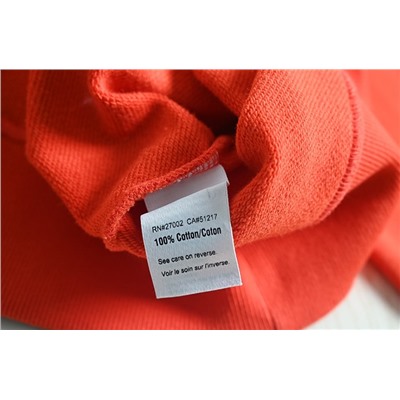 RN#27002 CA#51217
100% Cotton/Coton
See care on reverse.
Voir le soin sur l'inverse.